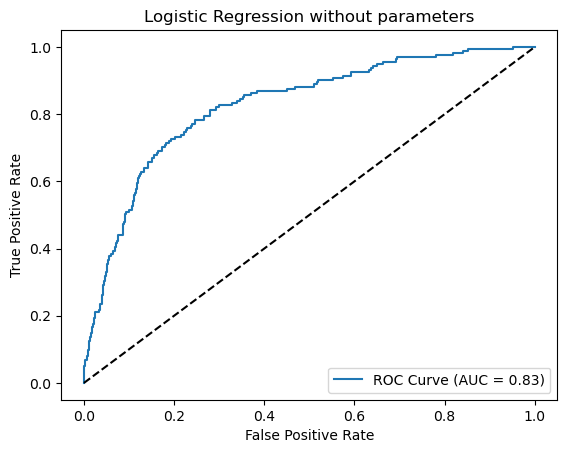 Logistic Regression without parameters
1.0
0.8
0.6
0.4
0.2
0.0
True Positive Rate
ROC Curve (AUC = 0.83)
0.0 0.2 0.4 0.6 0.8 1.0
False Positive Rate